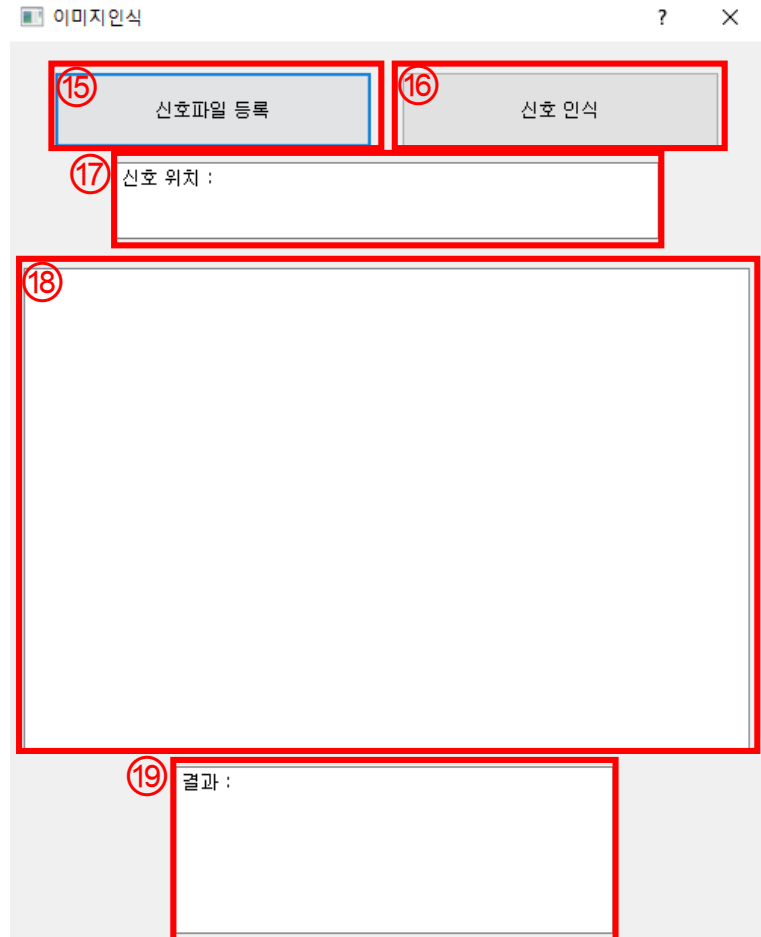 이미지인식 ? ×
⑮ 신호파일 등록 ⑯ 신호 인식
⑰ 신호 위치 :
⑱
⑲ 결과 :